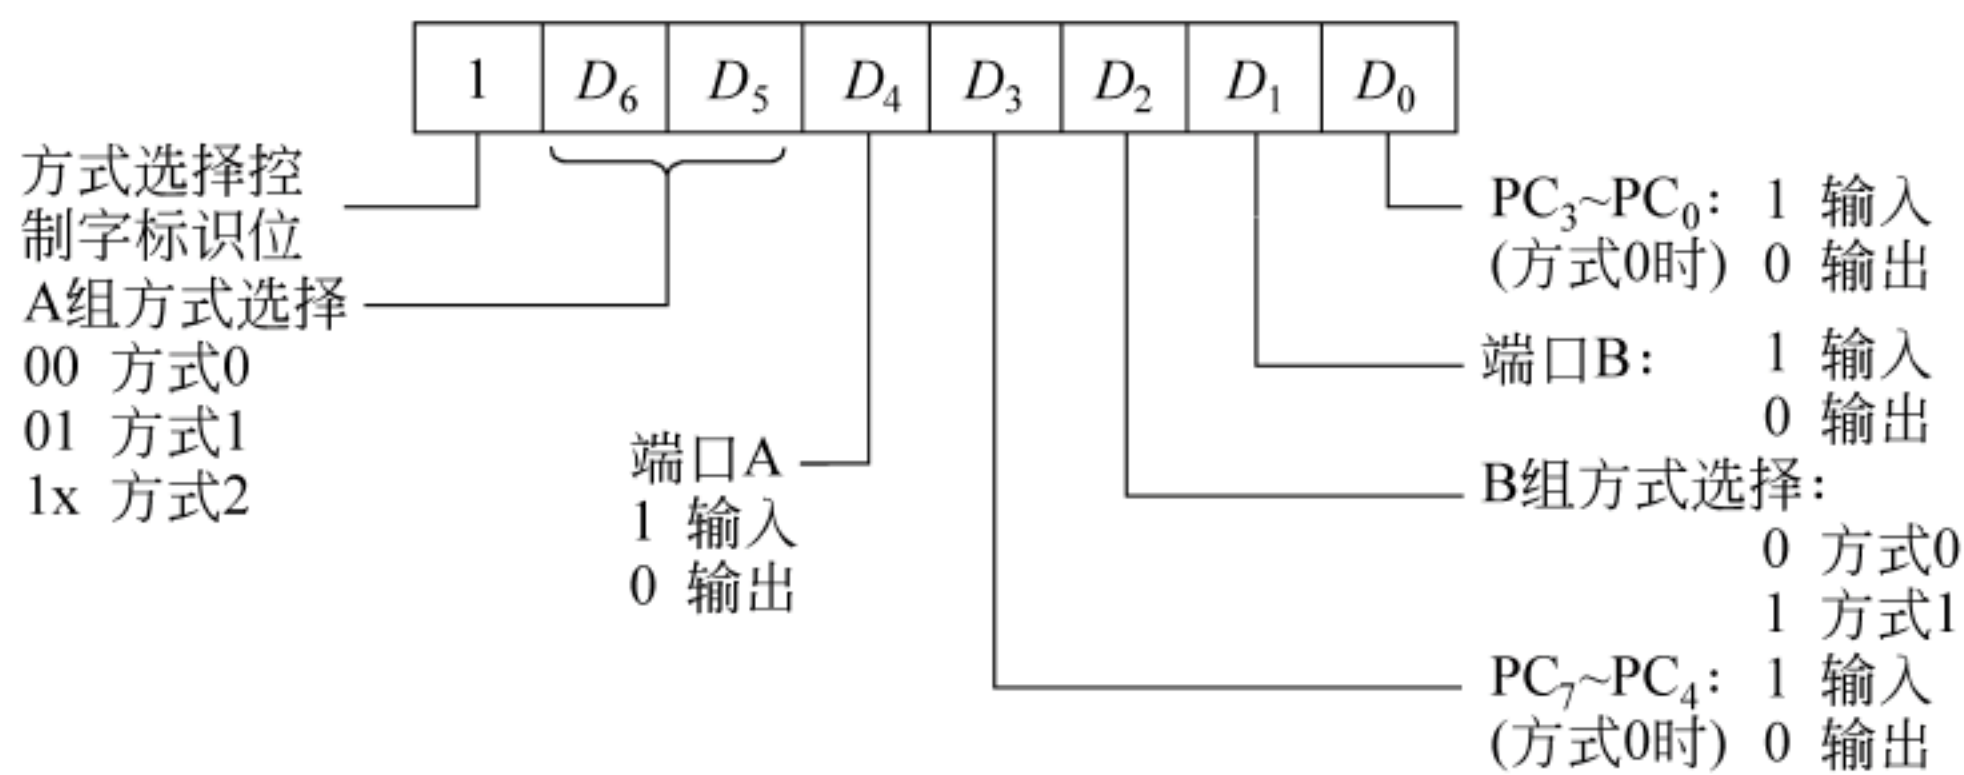 1 D₆ D₅ D₄ D₃ D₂ D₁ D₀
方式选择控
制字标识位
A组方式选择
00 方式0
01 方式1
1x 方式2
端口A
1 输入
0 输出
PC₃~PC₀: 1 输入
(方式0时) 0 输出
端口B: 1 输入
0 输出
B组方式选择:
0 方式0
1 方式1
PC₇~PC₄: 1 输入
(方式0时) 0 输出